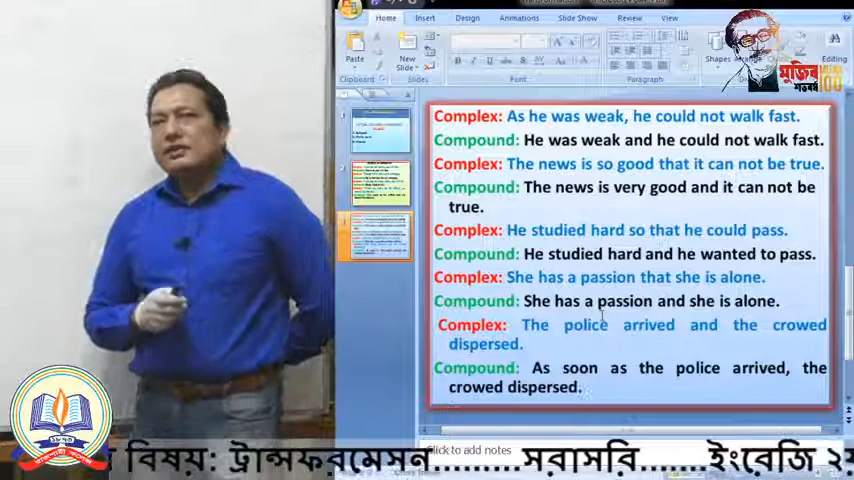 Home Insert Design Animations Slide Show Review View
Paste
New
Slide
Shapes Arrange
Editing
Clipboard
Slides
Font
Paragraph
মুজিব
শতবর্ষ
100
Complex: As he was weak, he could not walk fast.
Compound: He was weak and he could not walk fast.
Complex: The news is so good that it can not be true.
Compound: The news is very good and it can not be
true.
Complex: He studied hard so that he could pass.
Compound: He studied hard and he wanted to pass.
Complex: She has a passion that she is alone.
Compound: She has a passion and she is alone.
Complex: The police arrived and the crowed
dispersed.
Compound: As soon as the police arrived, the
crowed dispersed.
Click to add notes
রাজশাহী কলেজ
বিষয়: ট্রান্সফরমেসন.........সরাসরি.......ইংরেজি ২য়